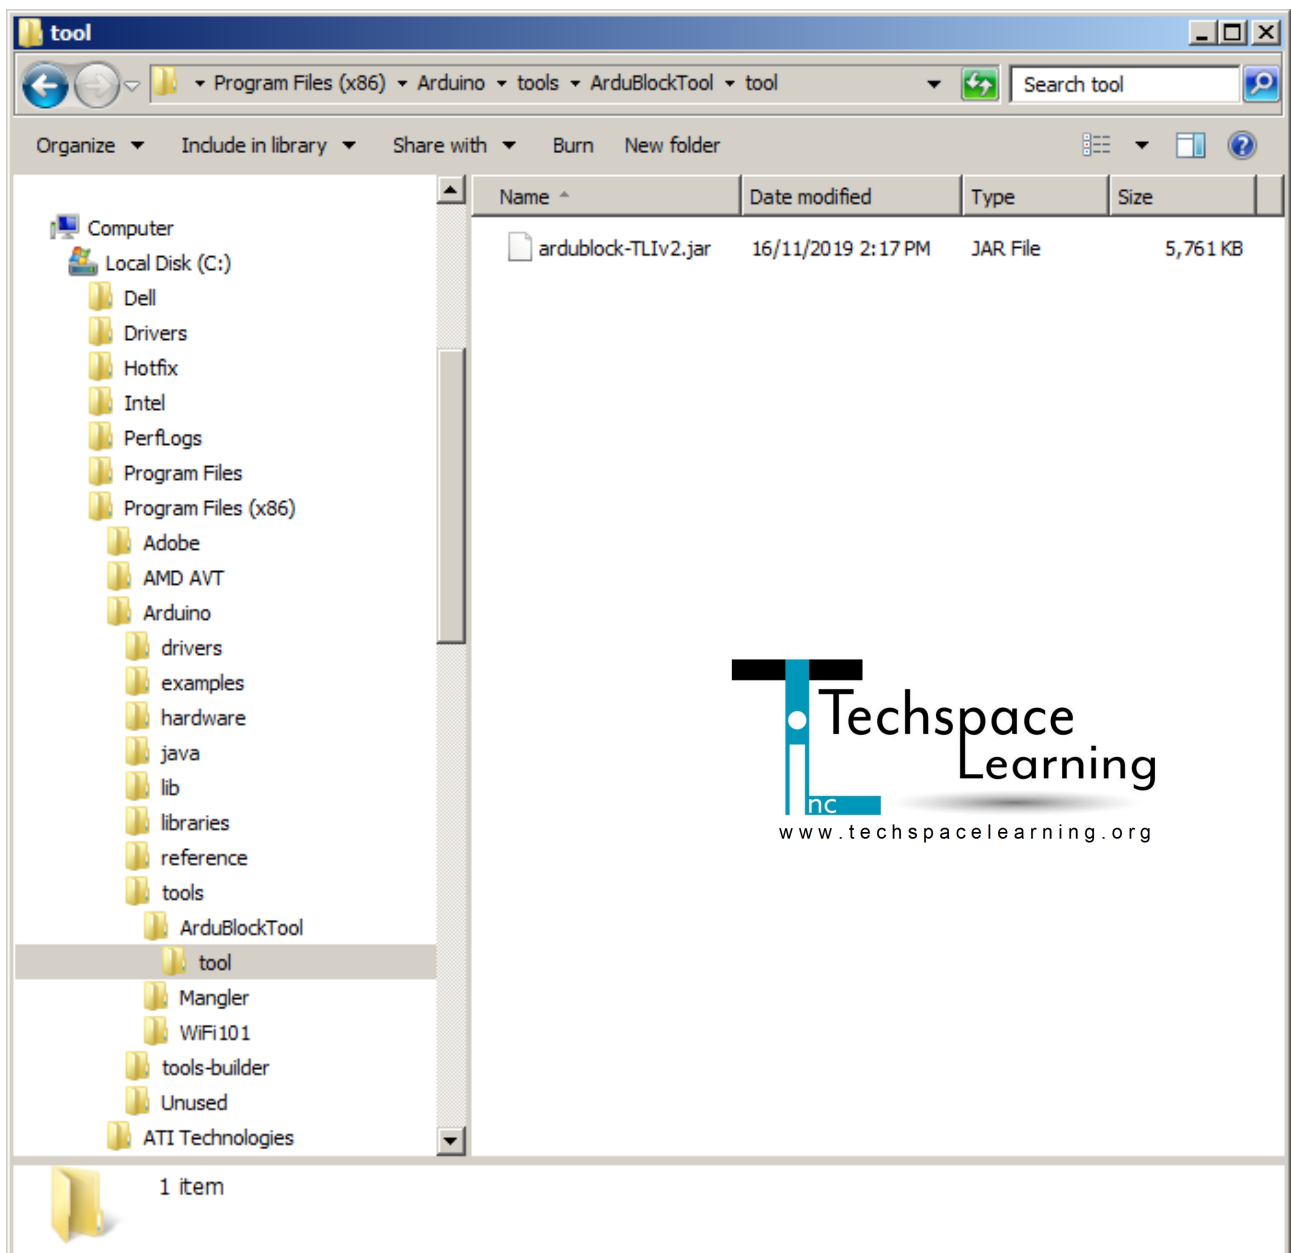 tool
Program Files (x86) Arduino tools ArduBlockTool tool
Search tool
Organize Include in library Share with Burn New folder
Computer
Local Disk (C:)
Dell
Drivers
Hotfix
Intel
PerfLogs
Program Files
Program Files (x86)
Adobe
AMD AVT
Arduino
drivers
examples
hardware
java
lib
libraries
reference
tools
ArduBlockTool
tool
Mangler
WiFi101
tools-builder
Unused
ATI Technologies
Name Date modified Type Size
ardublock-TLIv2.jar 16/11/2019 2:17 PM JAR File 5,761 KB
Techspace
Learning
inc
www.techspacelearning.org
1 item